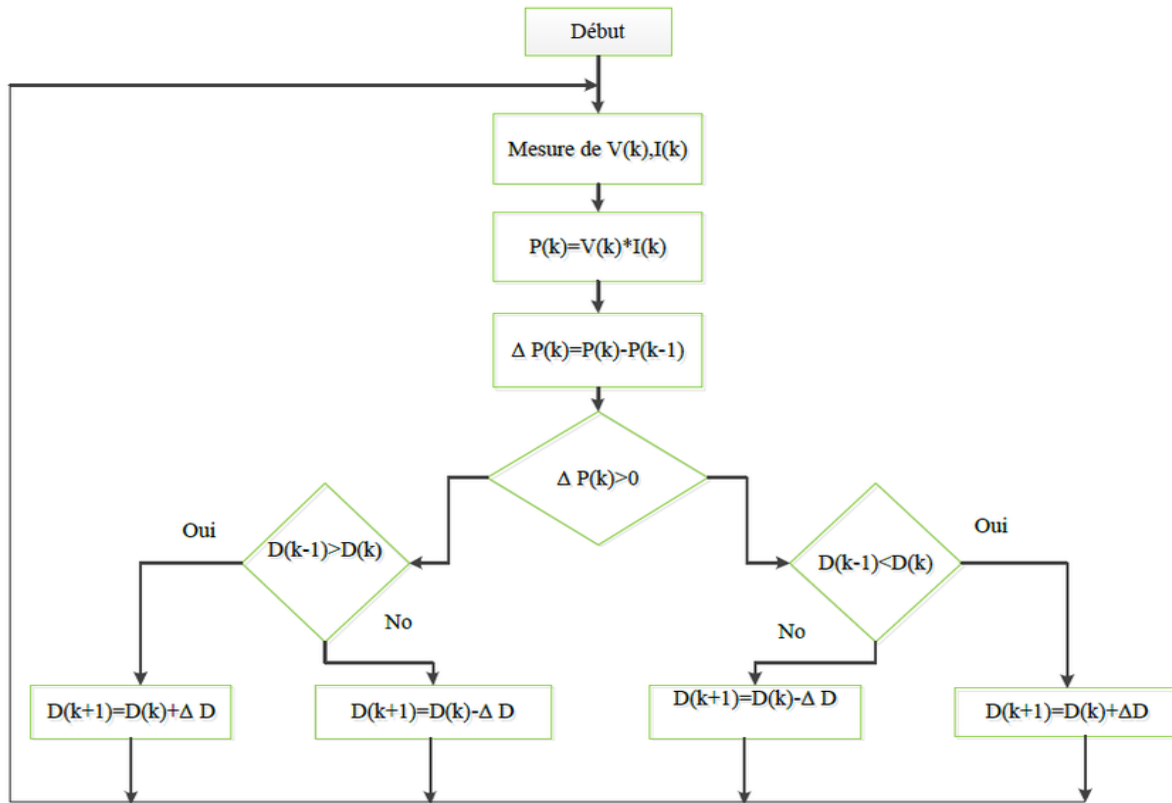 Début
Mesure de V(k),I(k)
P(k)=V(k)*I(k)
Δ P(k)=P(k)-P(k-1)
Δ P(k)>0
Oui
D(k-1)>D(k)
No
D(k-1)<D(k)
Oui
No
D(k+1)=D(k)+Δ D
D(k+1)=D(k)-Δ D
D(k+1)=D(k)-Δ D
D(k+1)=D(k)+ΔD